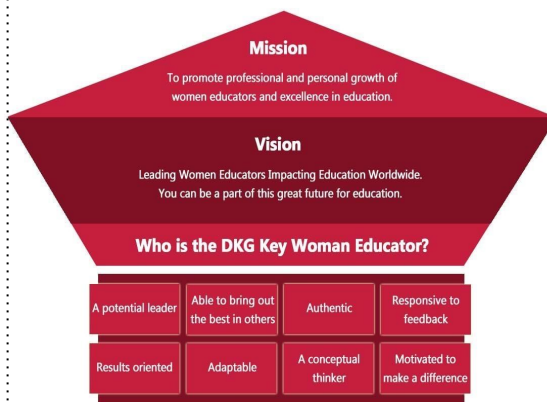 Mission
To promote professional and personal growth of
women educators and excellence in education.
Vision
Leading Women Educators Impacting Education Worldwide.
You can be a part of this great future for education.
Who is the DKG Key Woman Educator?
A potential leader
Able to bring out
the best in others
Authentic
Responsive to
feedback
Results oriented
Adaptable
A conceptual
thinker
Motivated to
make a difference